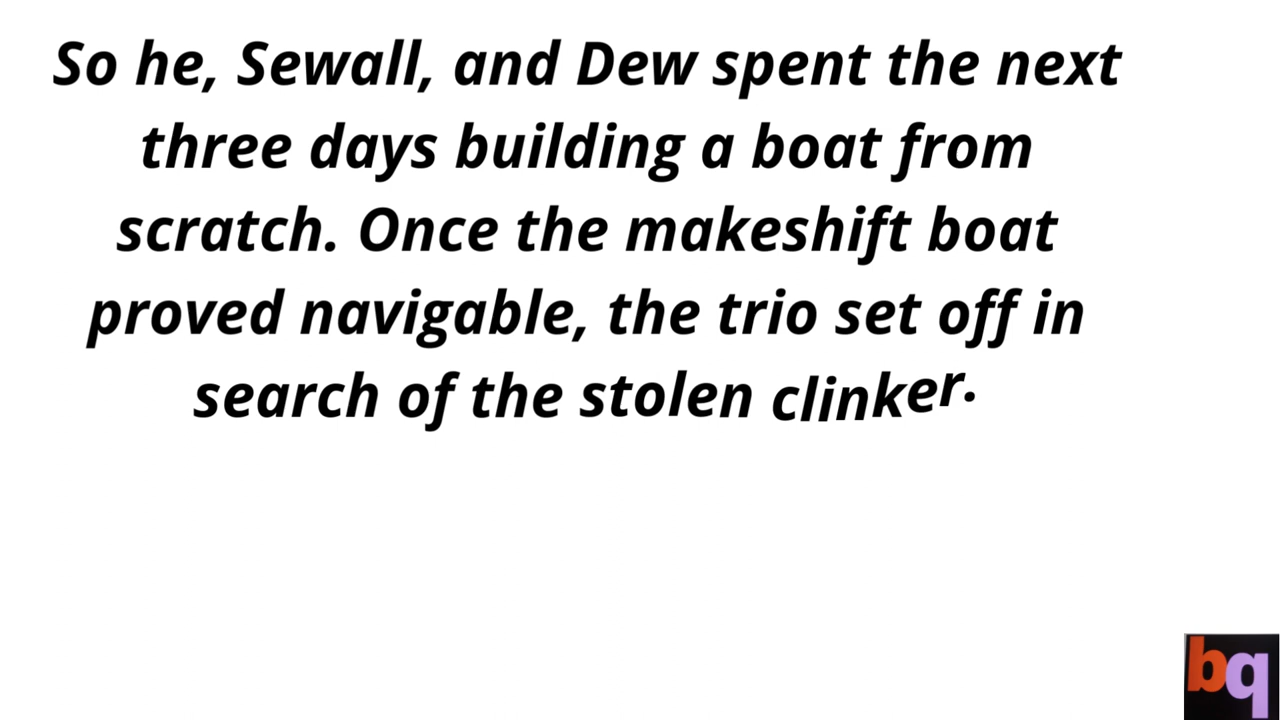 So he, Sewall, and Dew spent the next
three days building a boat from
scratch. Once the makeshift boat
proved navigable, the trio set off in
search of the stolen clinker.
bq